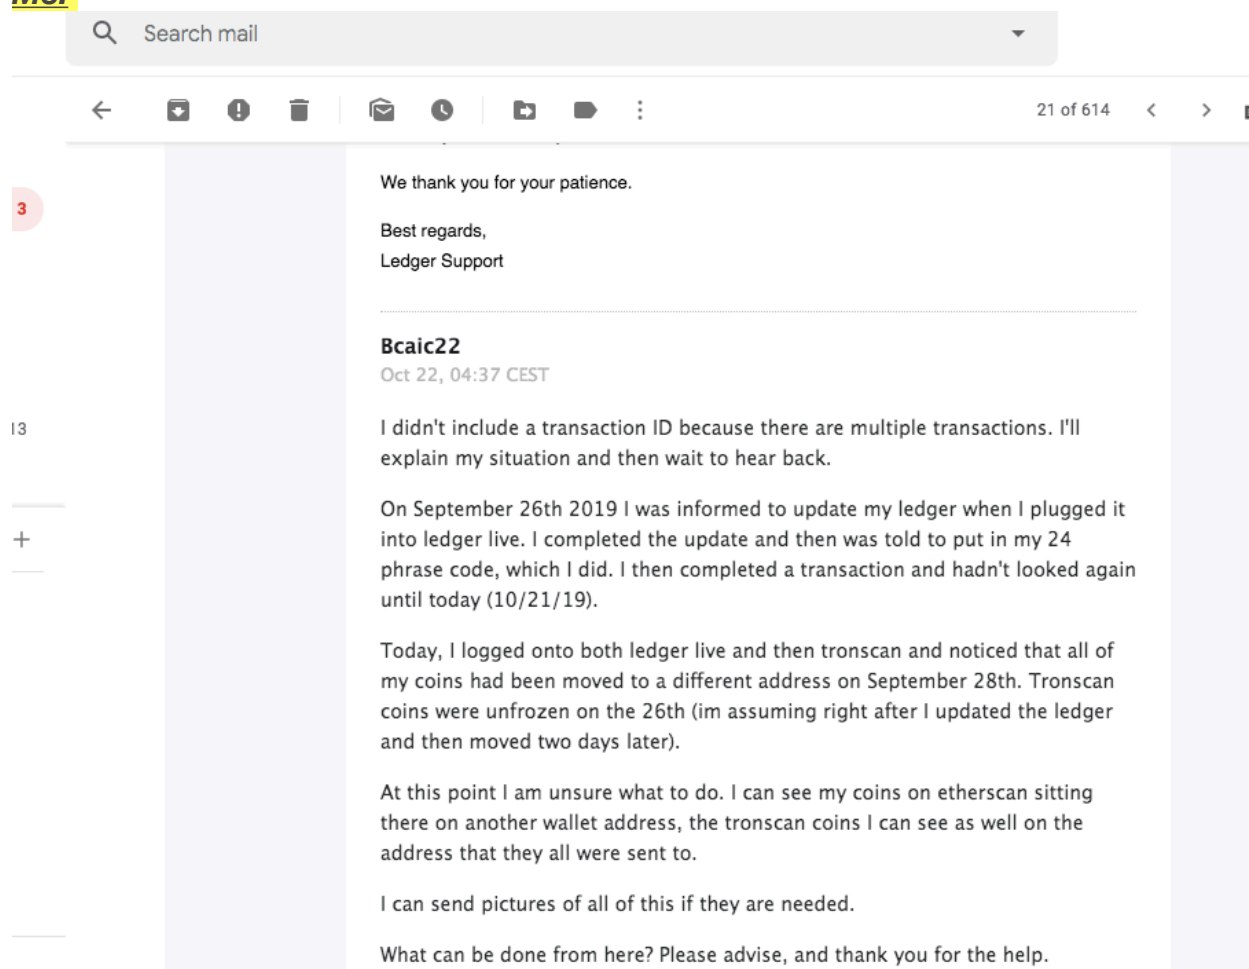 Search mail
21 of 614
We thank you for your patience.
3
Best regards,
Ledger Support
Bcaic22
Oct 22, 04:37 CEST
I didn't include a transaction ID because there are multiple transactions. I'll
13
explain my situation and then wait to hear back.
On September 26th 2019 I was informed to update my ledger when I plugged it
into ledger live. I completed the update and then was told to put in my 24
phrase code, which I did. I then completed a transaction and hadn't looked again
until today (10/21/19).
Today, I logged onto both ledger live and then tronscan and noticed that all of
my coins had been moved to a different address on September 28th. Tronscan
coins were unfrozen on the 26th (im assuming right after I updated the ledger
and then moved two days later).
At this point I am unsure what to do. I can see my coins on etherscan sitting
there on another wallet address, the tronscan coins I can see as well on the
address that they all were sent to.
I can send pictures of all of this if they are needed.
What can be done from here? Please advise, and thank you for the help.